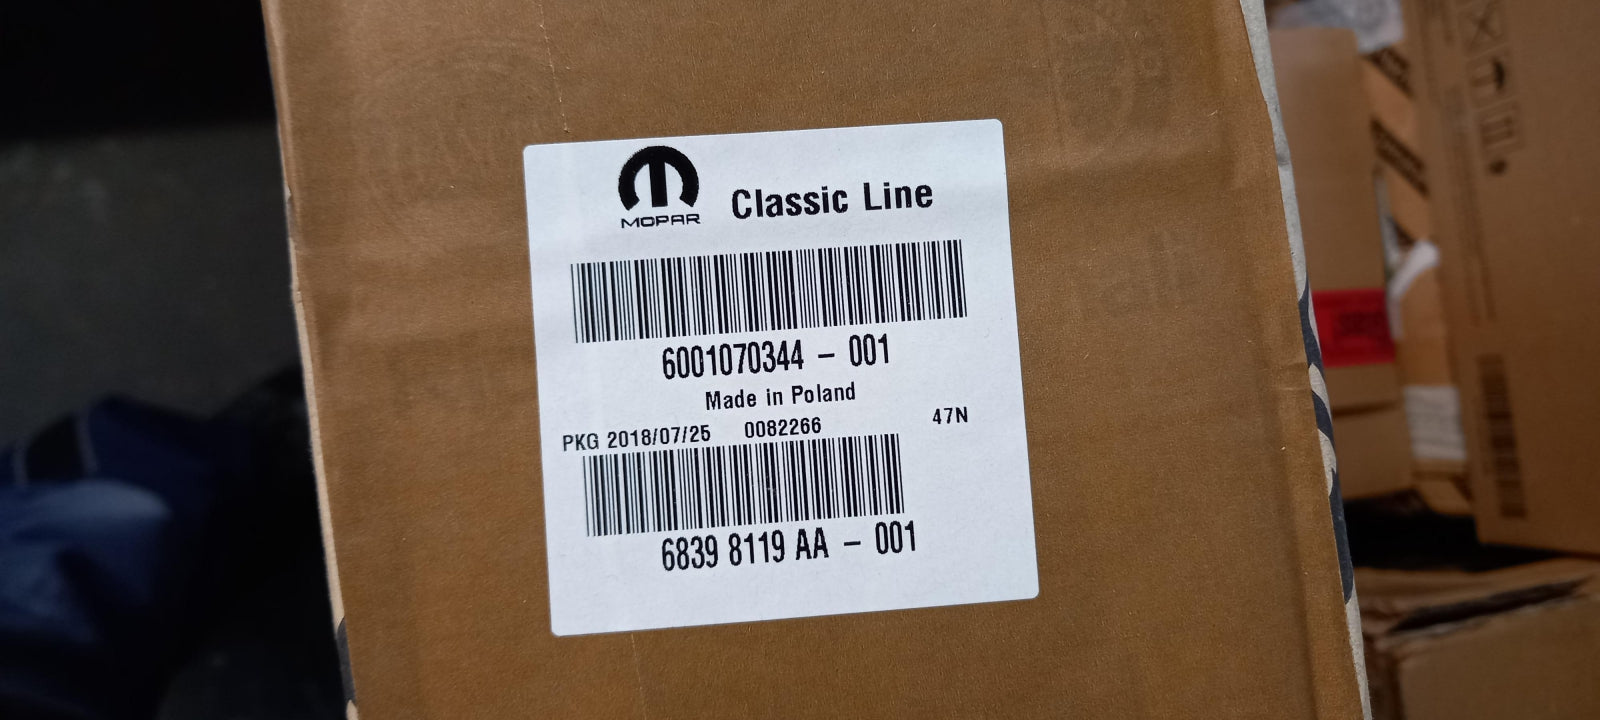 MOPAR
Classic Line
6001070344 - 001
Made in Poland
PKG 2018/07/25 0082266 47N
6839 8119 AA - 001